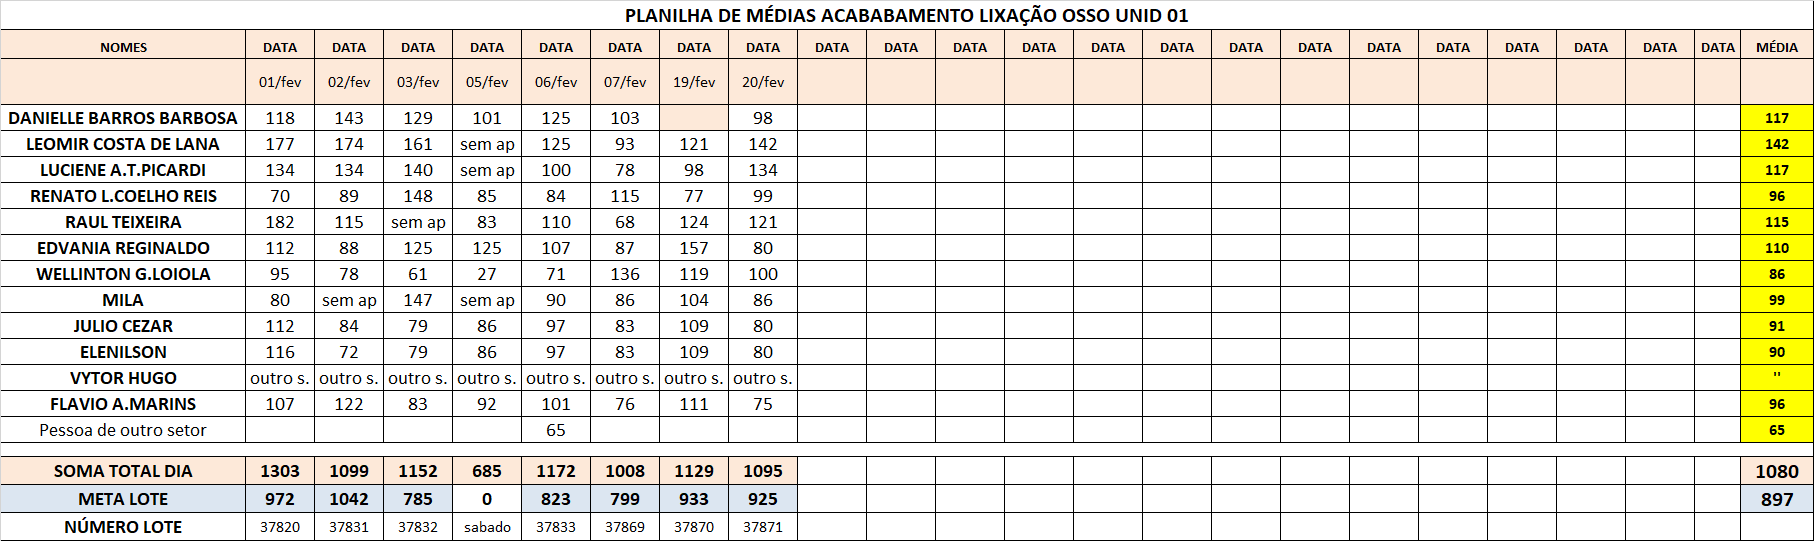 PLANILHA DE MÉDIAS ACABABAMENTO LIXAÇÃO OSSO UNID 01
NOMES DATA DATA DATA DATA DATA DATA DATA DATA DATA DATA DATA DATA DATA DATA DATA DATA DATA DATA DATA DATA DATA DATA MÉDIA
01/fev 02/fev 03/fev 05/fev 06/fev 07/fev 19/fev 20/fev
DANIELLE BARROS BARBOSA 118 143 129 101 125 103 98 117
LEOMIR COSTA DE LANA 177 174 161 sem ap 125 93 121 142 142
LUCIENE A.T.PICARDI 134 134 140 sem ap 100 78 98 134 117
RENATO L.COELHO REIS 70 89 148 85 84 115 77 99 96
RAUL TEIXEIRA 182 115 sem ap 83 110 68 124 121 115
EDVANIA REGINALDO 112 88 125 125 107 87 157 80 110
WELLINTON G.LOIOLA 95 78 61 27 71 136 119 100 86
MILA 80 sem ap 147 sem ap 90 86 104 86 99
JULIO CEZAR 112 84 79 86 97 83 109 80 91
ELENILSON 116 72 79 86 97 83 109 80 90
VYTOR HUGO outro s. outro s. outro s. outro s. outro s. outro s. outro s. outro s. "
FLAVIO A.MARINS 107 122 83 92 101 76 111 75 96
Pessoa de outro setor 65 65
SOMA TOTAL DIA 1303 1099 1152 685 1172 1008 1129 1095 1080
META LOTE 972 1042 785 0 823 799 933 925 897
NÚMERO LOTE 37820 37831 37832 sabado 37833 37869 37870 37871